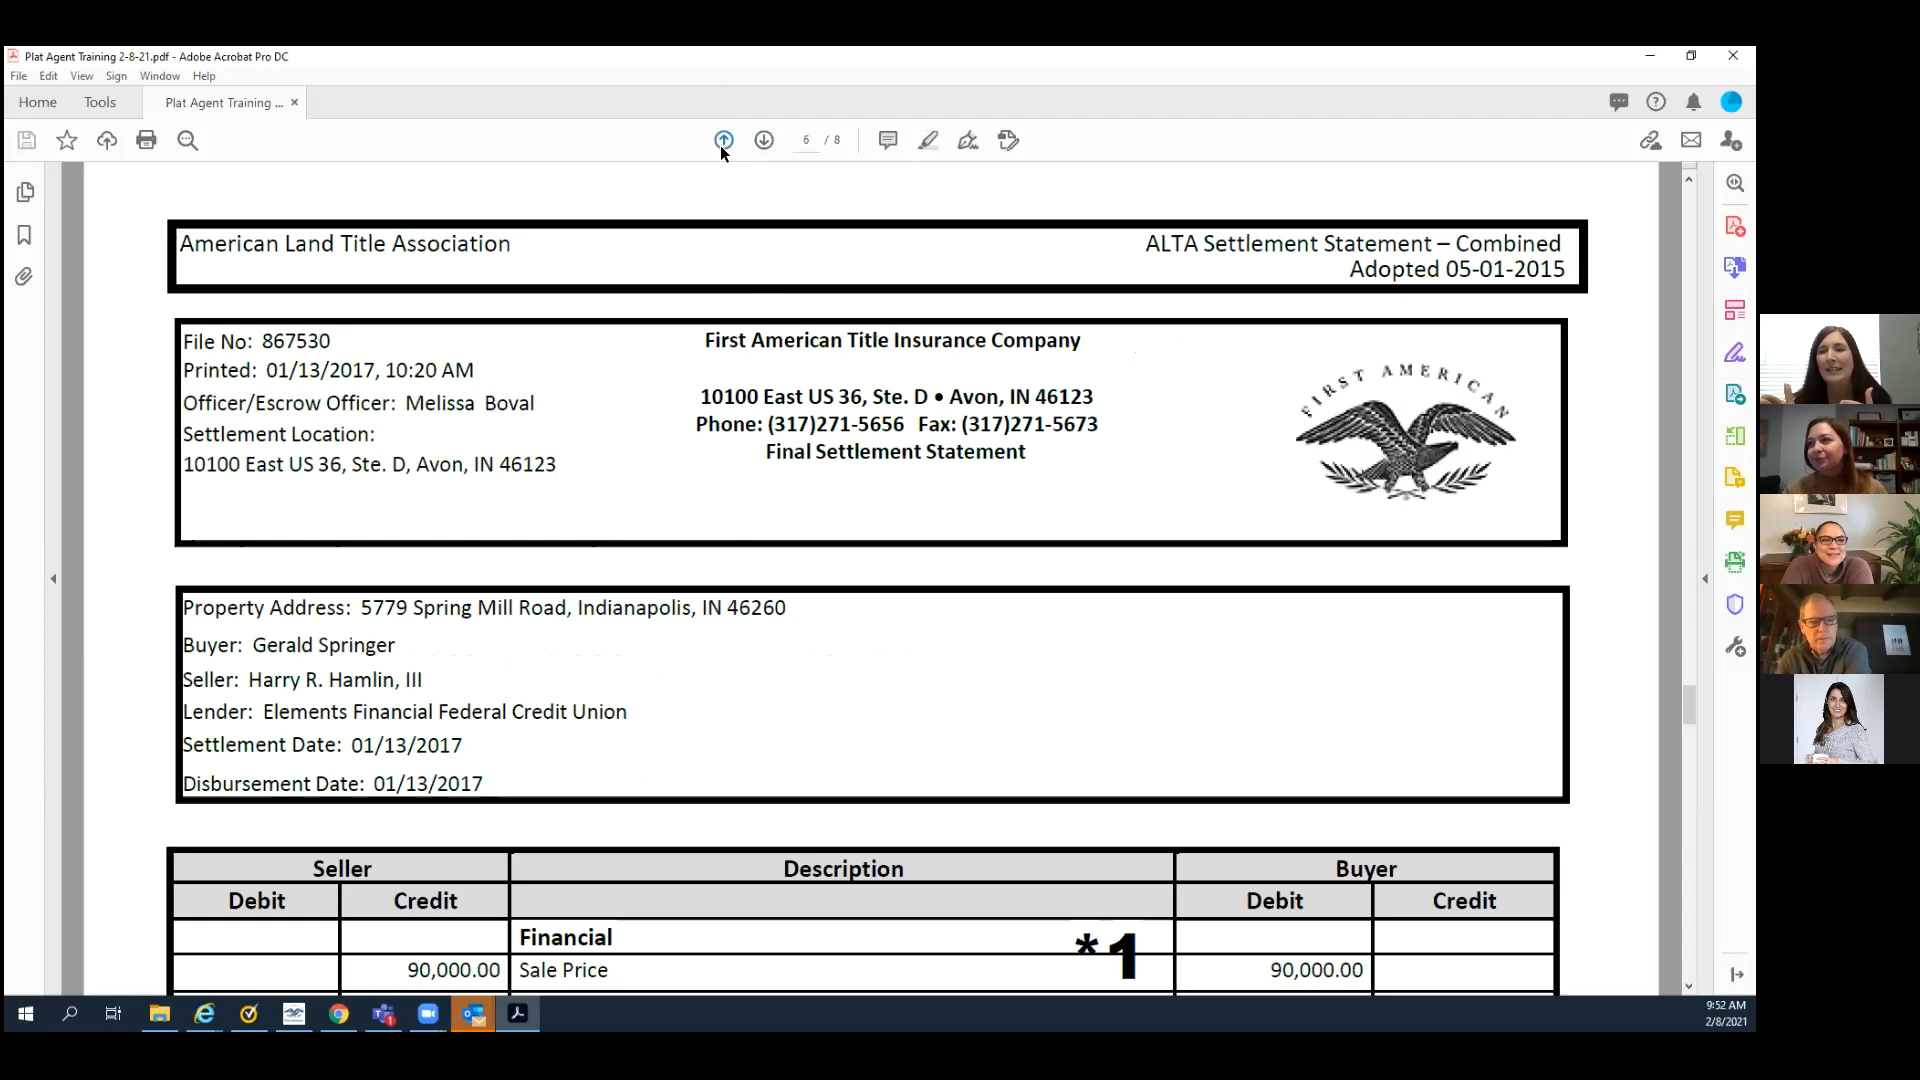 Plat Agent Training 2-8-21.pdf - Adobe Acrobat Pro DC
File Edit View Sign Window Help
Home Tools Plat Agent Training ... ×
6 / 8
American Land Title Association
ALTA Settlement Statement – Combined
Adopted 05-01-2015
File No: 867530
Printed: 01/13/2017, 10:20 AM
Officer/Escrow Officer: Melissa Boval
Settlement Location:
10100 East US 36, Ste. D, Avon, IN 46123
First American Title Insurance Company
10100 East US 36, Ste. D • Avon, IN 46123
Phone: (317)271-5656 Fax: (317)271-5673
Final Settlement Statement
FIRST AMERICAN
Property Address: 5779 Spring Mill Road, Indianapolis, IN 46260
Buyer: Gerald Springer
Seller: Harry R. Hamlin, III
Lender: Elements Financial Federal Credit Union
Settlement Date: 01/13/2017
Disbursement Date: 01/13/2017
Seller Description Buyer
Debit Credit Debit Credit
Financial *1
90,000.00 Sale Price 90,000.00
9:52 AM
2/8/2021